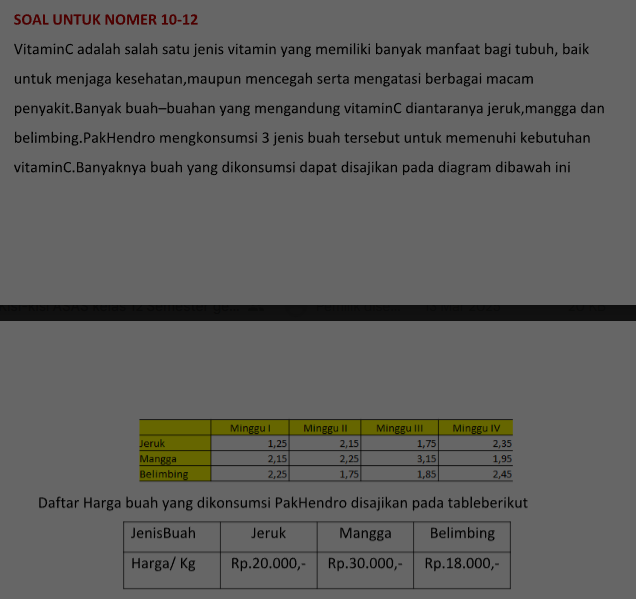 SOAL UNTUK NOMER 10-12
VitaminC adalah salah satu jenis vitamin yang memiliki banyak manfaat bagi tubuh, baik
untuk menjaga kesehatan,maupun mencegah serta mengatasi berbagai macam
penyakit.Banyak buah–buahan yang mengandung vitaminC diantaranya jeruk,mangga dan
belimbing.PakHendro mengkonsumsi 3 jenis buah tersebut untuk memenuhi kebutuhan
vitaminC.Banyaknya buah yang dikonsumsi dapat disajikan pada diagram dibawah ini
Minggu I Minggu II Minggu III Minggu IV
Jeruk 1,25 2,15 1,75 2,35
Mangga 2,15 2,25 3,15 1,95
Belimbing 2,25 1,75 1,85 2,45
Daftar Harga buah yang dikonsumsi PakHendro disajikan pada tableberikut
JenisBuah Jeruk Mangga Belimbing
Harga/ Kg Rp.20.000,- Rp.30.000,- Rp.18.000,-